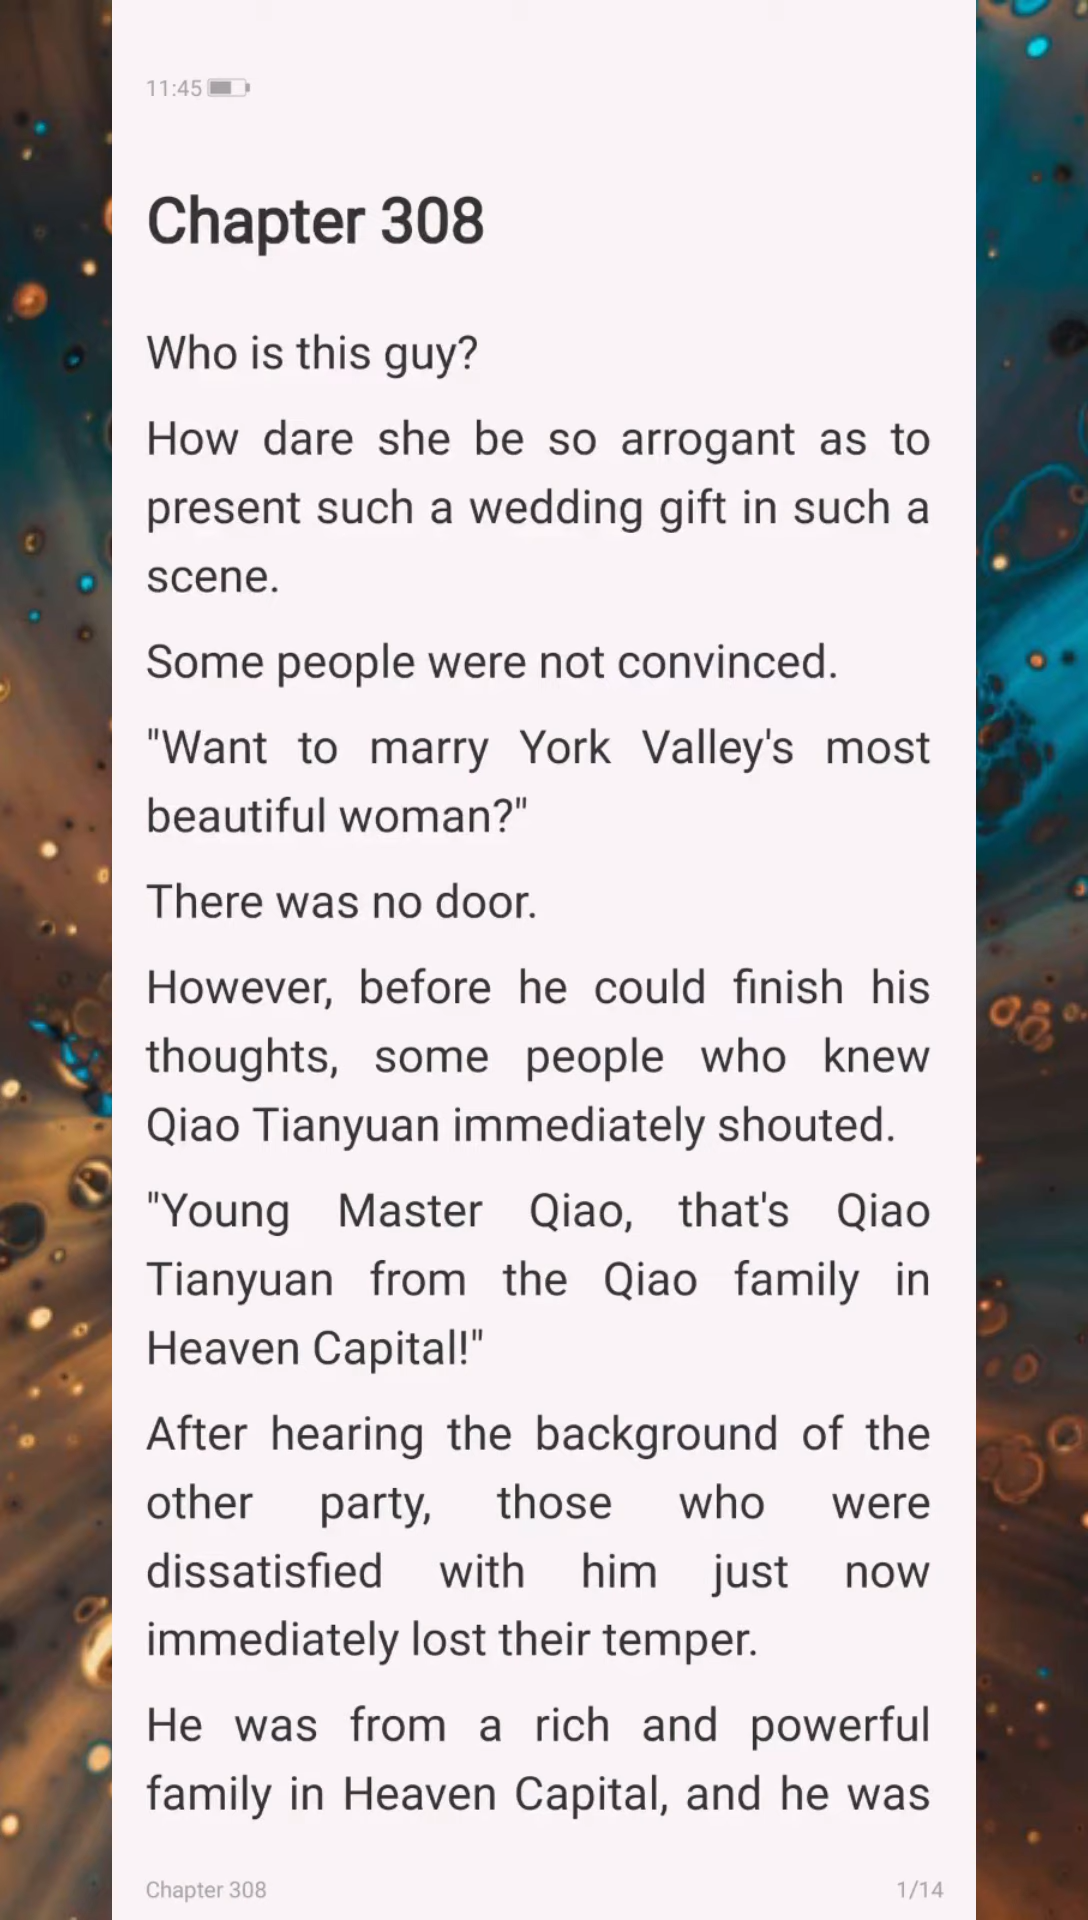 11:45
Chapter 308
Who is this guy?
How dare she be so arrogant as to
present such a wedding gift in such a
scene.
Some people were not convinced.
"Want to marry York Valley's most
beautiful woman?"
There was no door.
However, before he could finish his
thoughts, some people who knew
Qiao Tianyuan immediately shouted.
"Young Master Qiao, that's Qiao
Tianyuan from the Qiao family in
Heaven Capital!"
After hearing the background of the
other party, those who were
dissatisfied with him just now
immediately lost their temper.
He was from a rich and powerful
family in Heaven Capital, and he was
Chapter 308 1/14